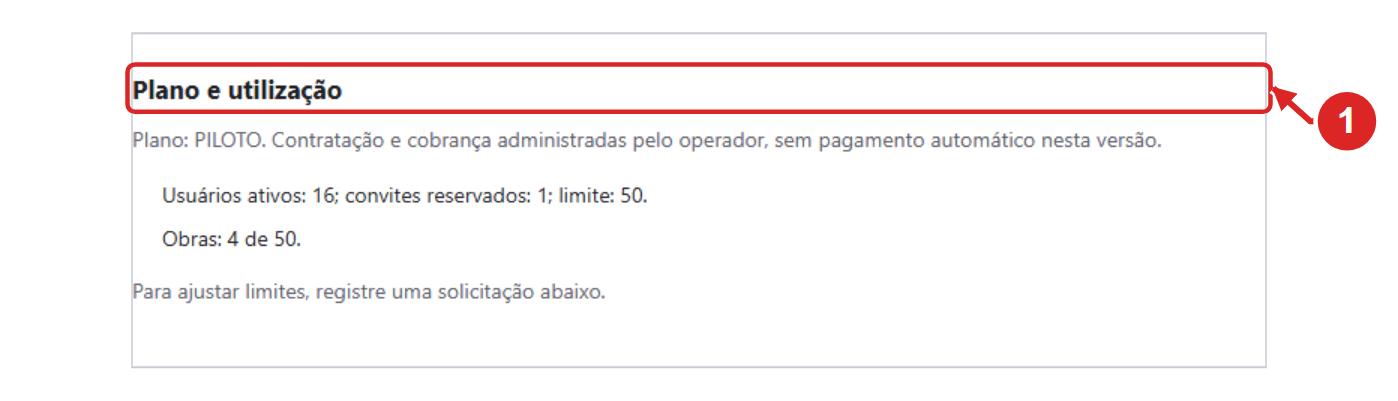 Plano e utilização
1
Plano: PILOTO. Contratação e cobrança administradas pelo operador, sem pagamento automático nesta versão.
Usuários ativos: 16; convites reservados: 1; limite: 50.
Obras: 4 de 50.
Para ajustar limites, registre uma solicitação abaixo.